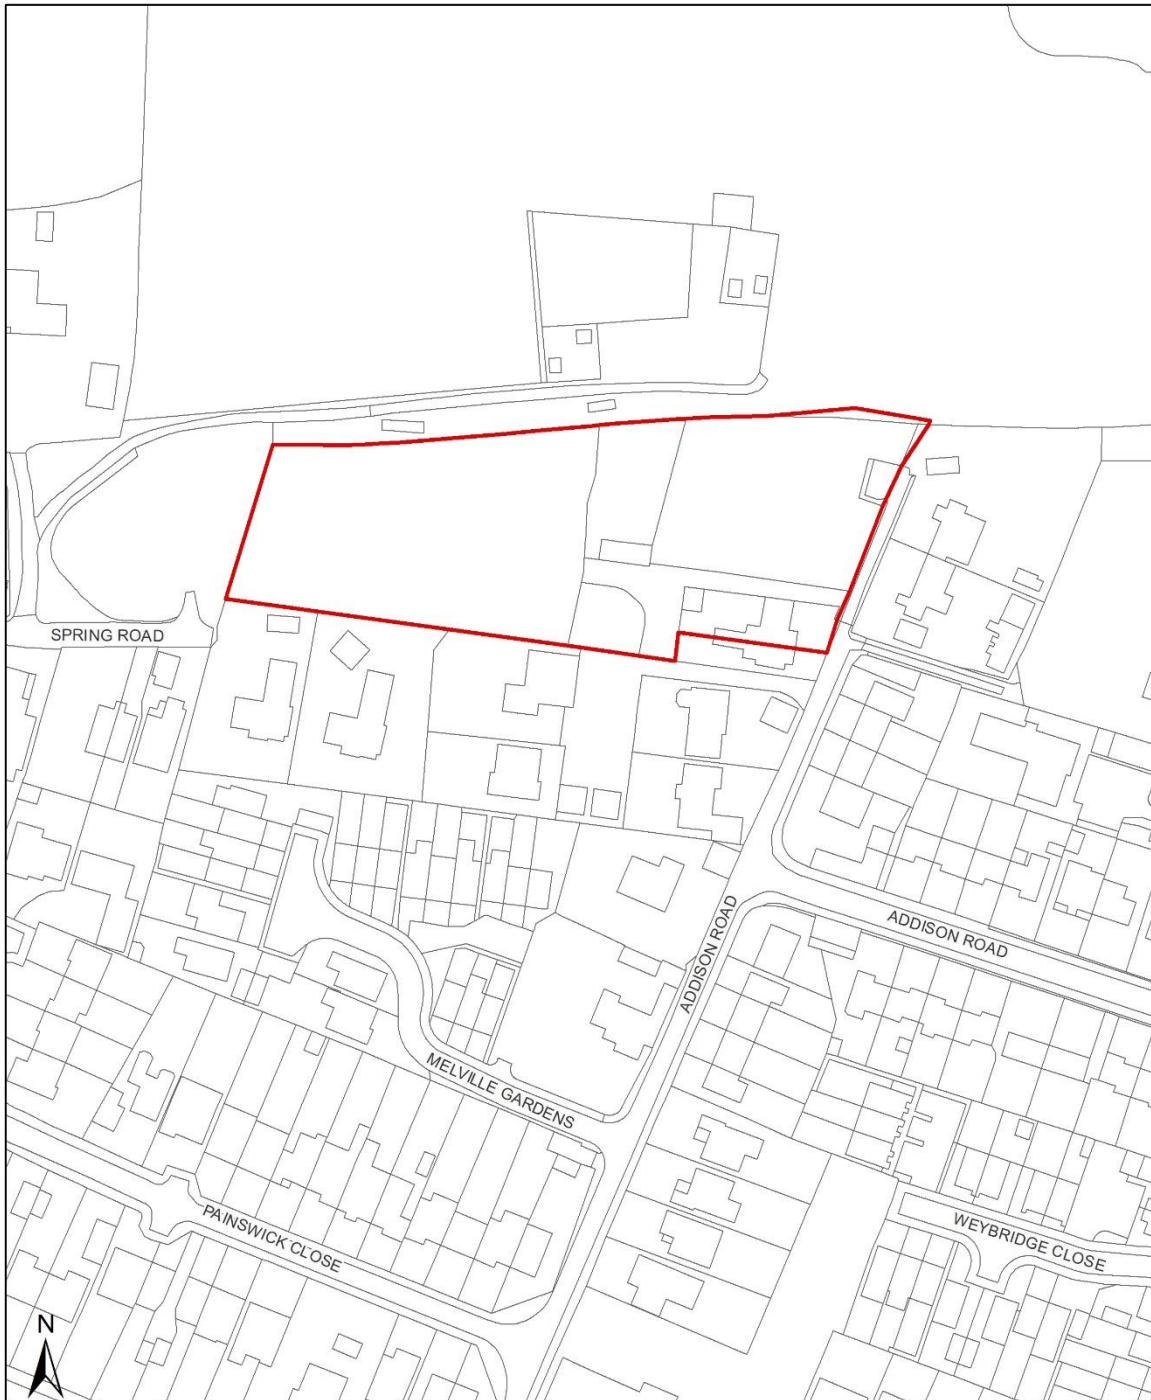 SPRING ROAD
ADDISON ROAD
ADDISON ROAD
MELVILLE GARDENS
PAINSWICK CLOSE
WEYBRIDGE CLOSE
N